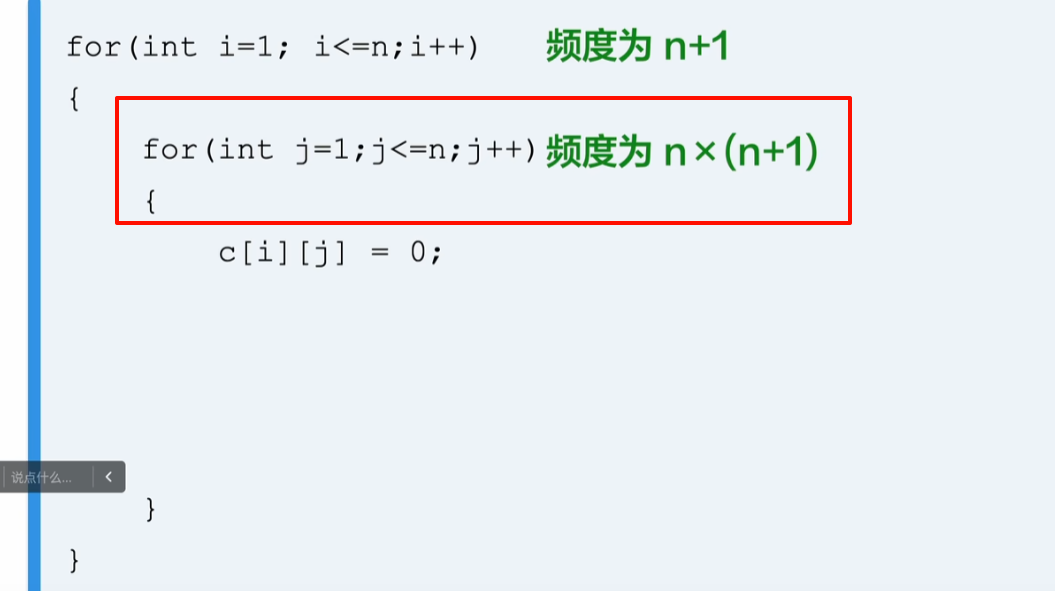 for(int i=1; i<=n;i++) 频度为 n+1
{
for(int j=1;j<=n;j++) 频度为 n×(n+1)
{
c[i][j] = 0;
说点什么...
}
}